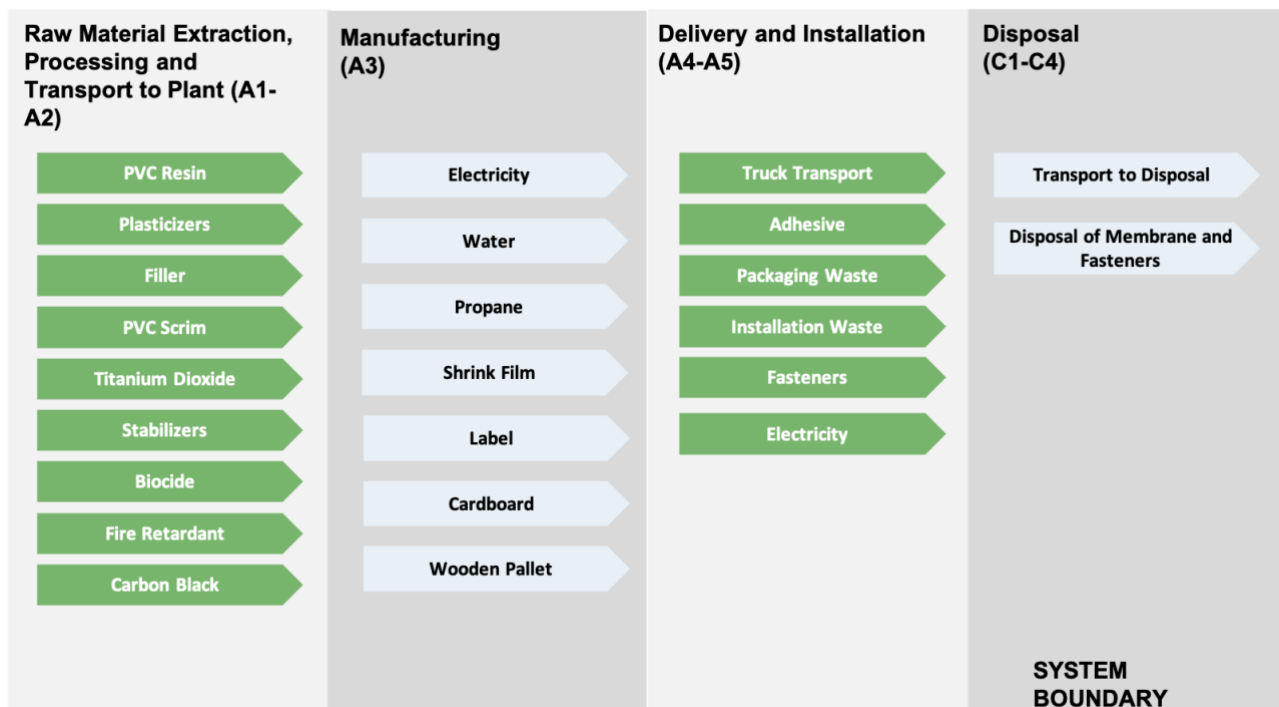 Raw Material Extraction,
Processing and
Transport to Plant (A1-
A2)
PVC Resin
Plasticizers
Filler
PVC Scrim
Titanium Dioxide
Stabilizers
Biocide
Fire Retardant
Carbon Black
Manufacturing
(A3)
Electricity
Water
Propane
Shrink Film
Label
Cardboard
Wooden Pallet
Delivery and Installation
(A4-A5)
Truck Transport
Adhesive
Packaging Waste
Installation Waste
Fasteners
Electricity
Disposal
(C1-C4)
Transport to Disposal
Disposal of Membrane and
Fasteners
SYSTEM
BOUNDARY